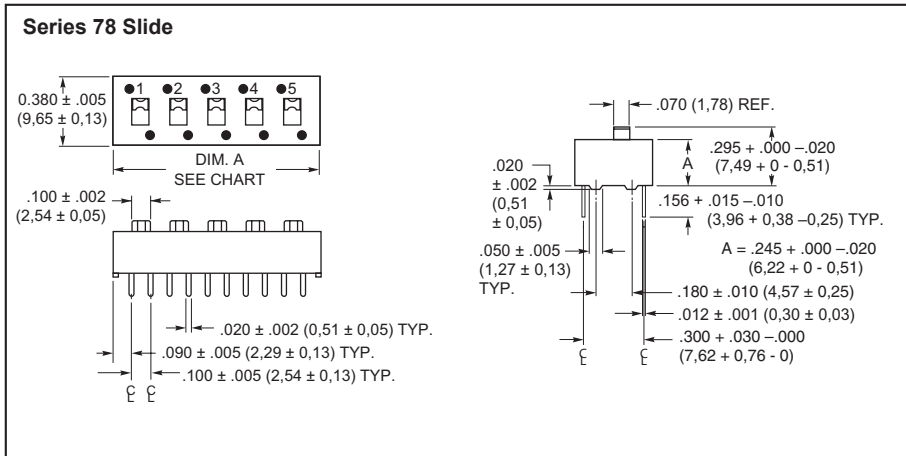 Series 78 Slide
0.380 ± .005
(9,65 ± 0,13)
1 2 3 4 5
DIM. A
SEE CHART
.100 ± .002
(2,54 ± 0,05)
.020 ± .002 (0,51 ± 0,05) TYP.
.090 ± .005 (2,29 ± 0,13) TYP.
.100 ± .005 (2,54 ± 0,13) TYP.
CL CL
.070 (1,78) REF.
.020
± .002
(0,51
± 0,05)
A
.295 + .000 –.020
(7,49 + 0 - 0,51)
.156 + .015 –.010
(3,96 + 0,38 –0,25) TYP.
.050 ± .005
(1,27 ± 0,13)
TYP.
A = .245 + .000 –.020
(6,22 + 0 - 0,51)
.180 ± .010 (4,57 ± 0,25)
.012 ± .001 (0,30 ± 0,03)
.300 + .030 –.000
(7,62 + 0,76 - 0)
CL CL